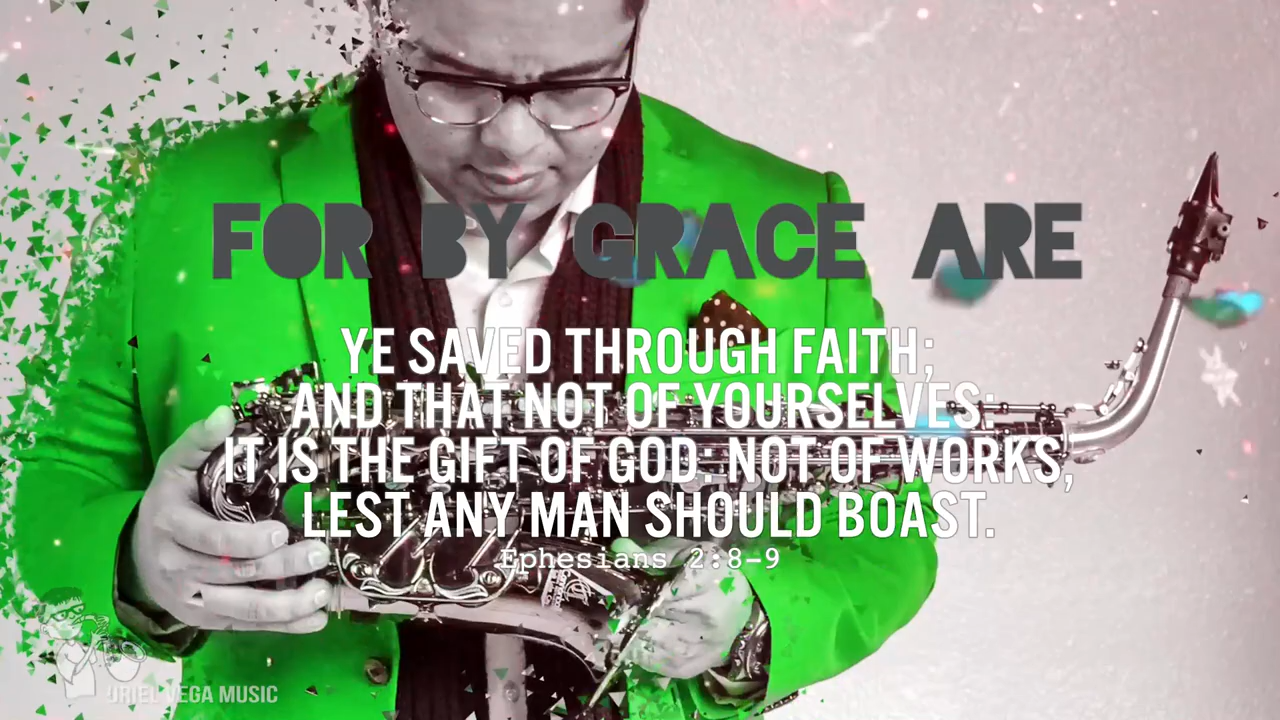 FOR BY GRACE ARE
YE SAVED THROUGH FAITH;
AND THAT NOT OF YOURSELVES:
IT IS THE GIFT OF GOD: NOT OF WORKS,
LEST ANY MAN SHOULD BOAST.
Ephesians 2:8-9
URIEL VEGA MUSIC